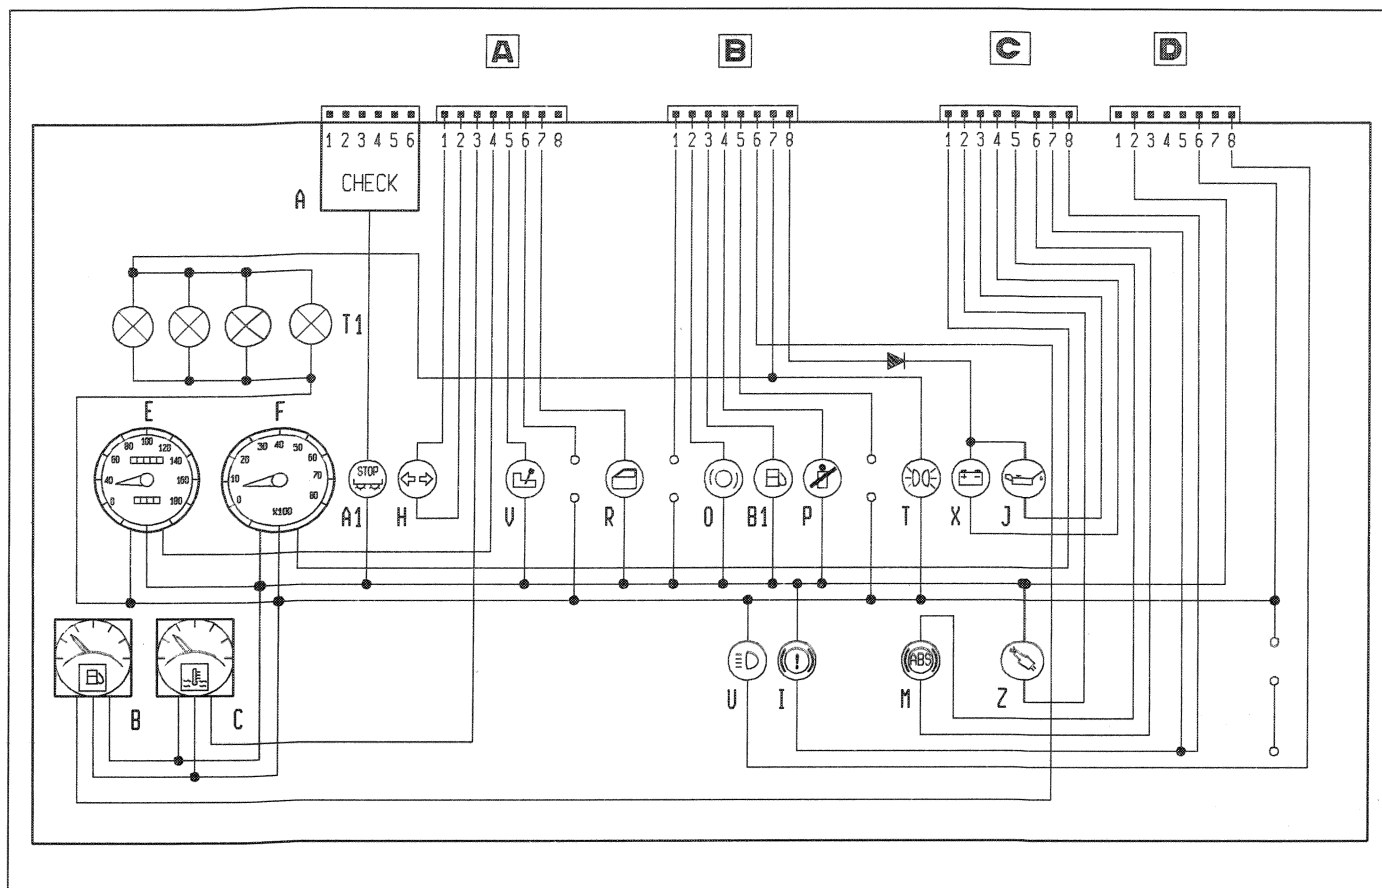 A B C D
1 2 3 4 5 6 1 2 3 4 5 6 7 8 1 2 3 4 5 6 7 8 1 2 3 4 5 6 7 8 1 2 3 4 5 6 7 8
CHECK
A
T1
E F
0 40 60 80 100 120 140 160 180
0 10 20 30 40 50 60 70 80
X100
STOP
A1 H V R O B1 P T X J
ABS
B C U I M Z